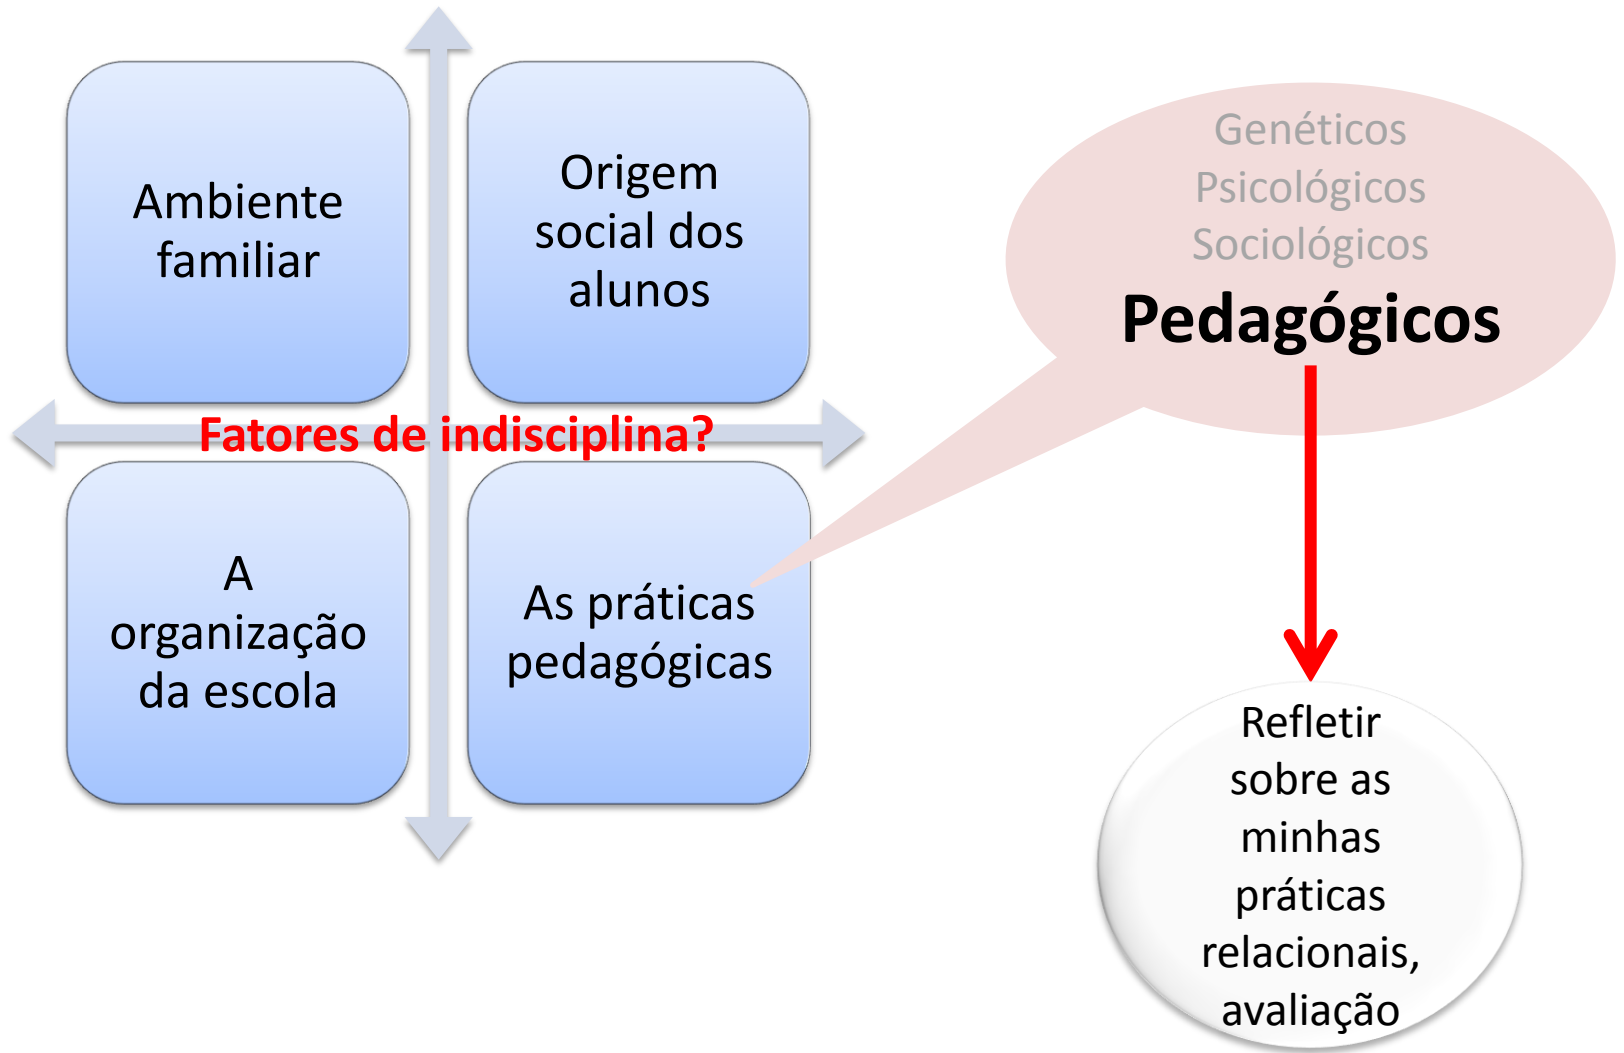 Ambiente
familiar
Origem
social dos
alunos
Fatores de indisciplina?
A
organização
da escola
As práticas
pedagógicas
Genéticos
Psicológicos
Sociológicos
Pedagógicos
Refletir
sobre as
minhas
práticas
relacionais,
avaliação